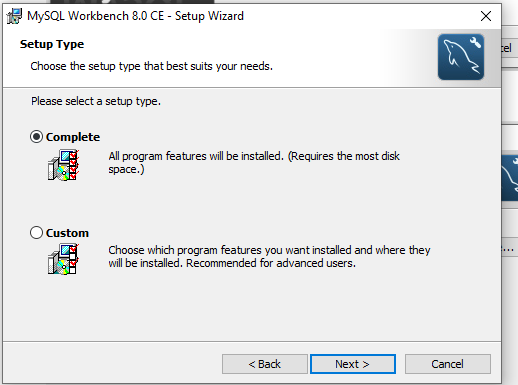 MySQL Workbench 8.0 CE - Setup Wizard
Setup Type
Choose the setup type that best suits your needs.
Please select a setup type.
Complete
All program features will be installed. (Requires the most disk
space.)
Custom
Choose which program features you want installed and where they
will be installed. Recommended for advanced users.
< Back
Next >
Cancel